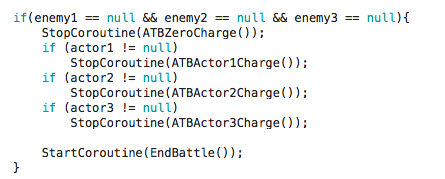 if(enemy1 == null && enemy2 == null && enemy3 == null){
    StopCoroutine(ATBZeroCharge());
    if (actor1 != null)
        StopCoroutine(ATBActor1Charge());
    if (actor2 != null)
        StopCoroutine(ATBActor2Charge());
    if (actor3 != null)
        StopCoroutine(ATBActor3Charge());

    StartCoroutine(EndBattle());
}